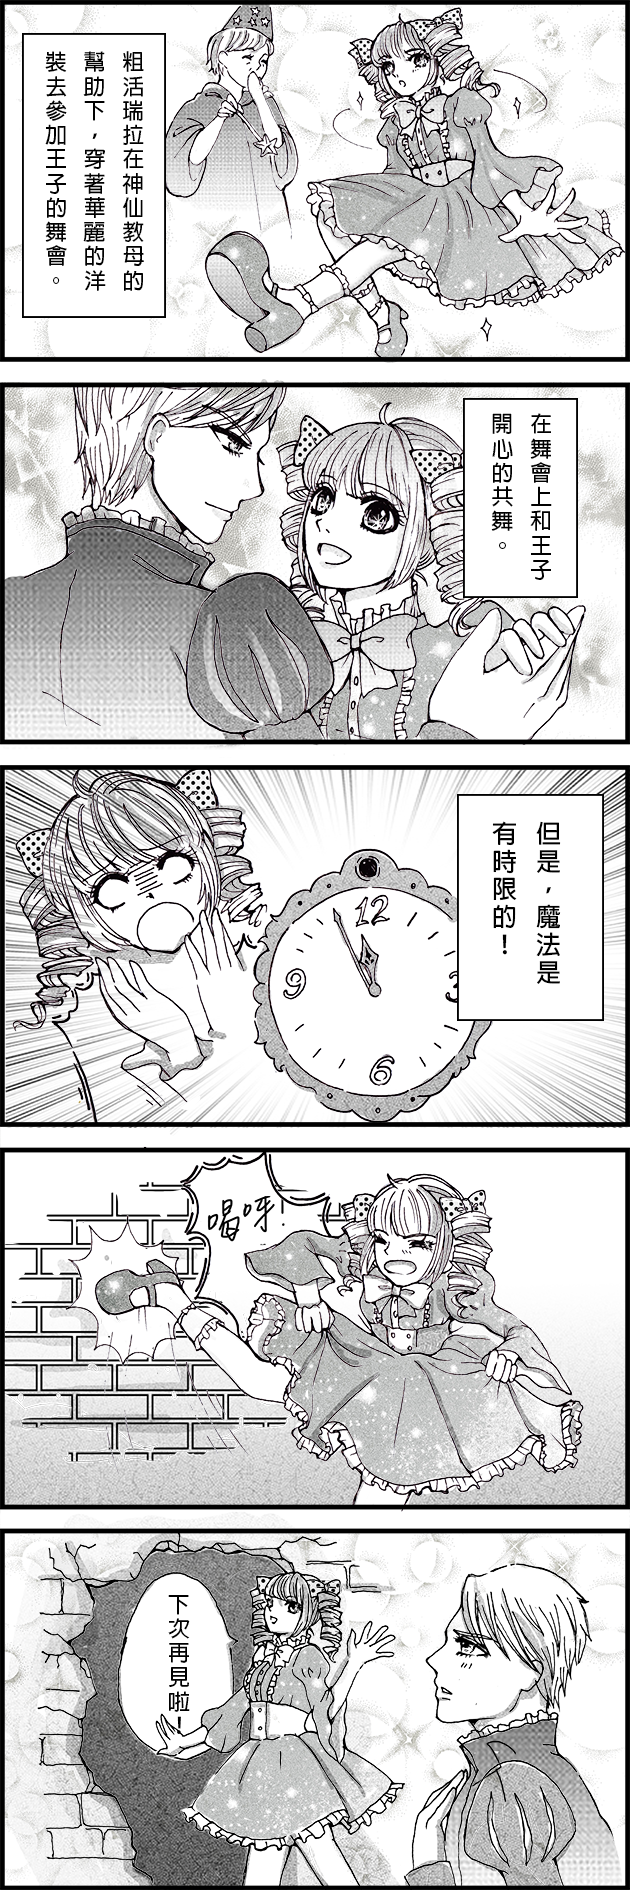 粗活瑞拉在神仙教母的
幫助下，穿著華麗的洋
裝去參加王子的舞會。
在舞會上和王子
開心的共舞。
但是，魔法是
有時限的！
12
3
6
9
喝呀！
下次再見啦！